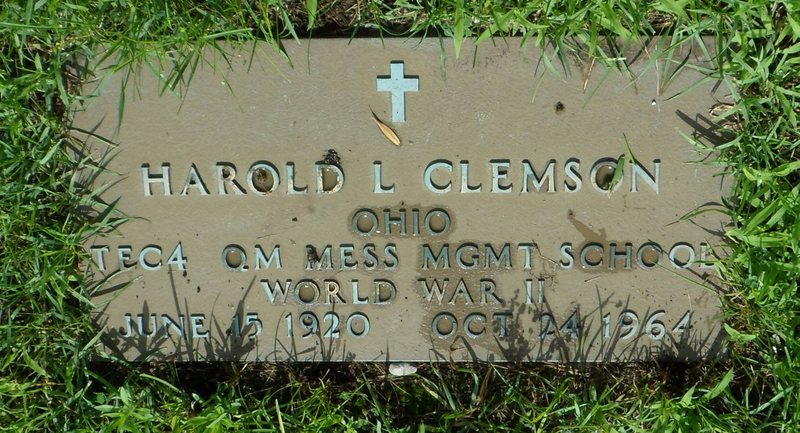 HAROLD L CLEMSON
OHIO
TEC4 QM MESS MGMT SCHOOL
WORLD WAR II
JUNE 15 1920 OCT 24 1964